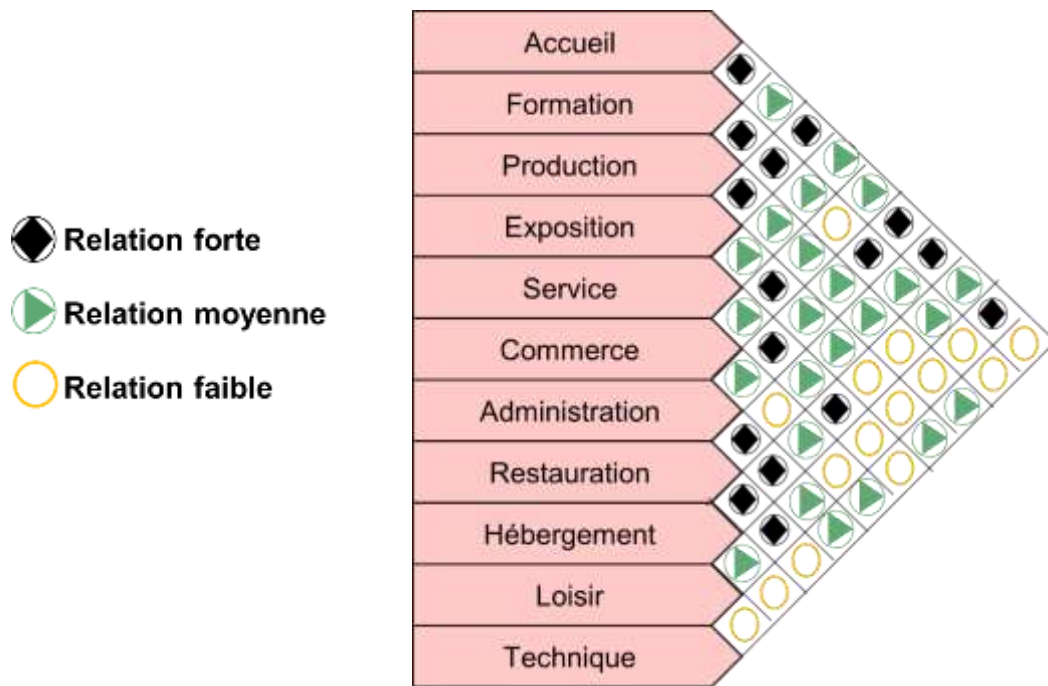 Accueil
Formation
Production
Exposition
Service
Commerce
Administration
Restauration
Hébergement
Loisir
Technique
Relation forte
Relation moyenne
Relation faible